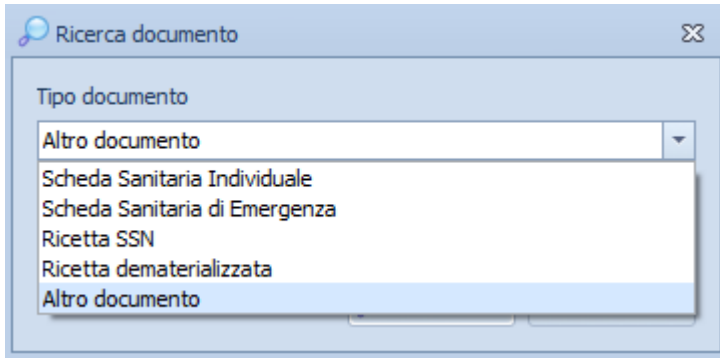 Ricerca documento
Tipo documento
Altro documento
Scheda Sanitaria Individuale
Scheda Sanitaria di Emergenza
Ricetta SSN
Ricetta dematerializzata
Altro documento